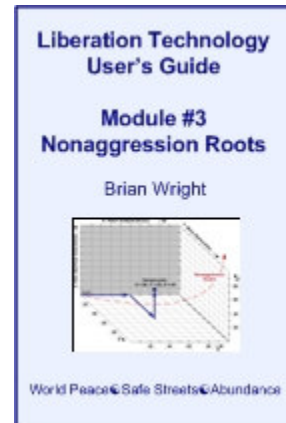 Liberation Technology
User's Guide
Module #3
Nonaggression Roots
Brian Wright
World Peace☯Safe Streets☯Abundance